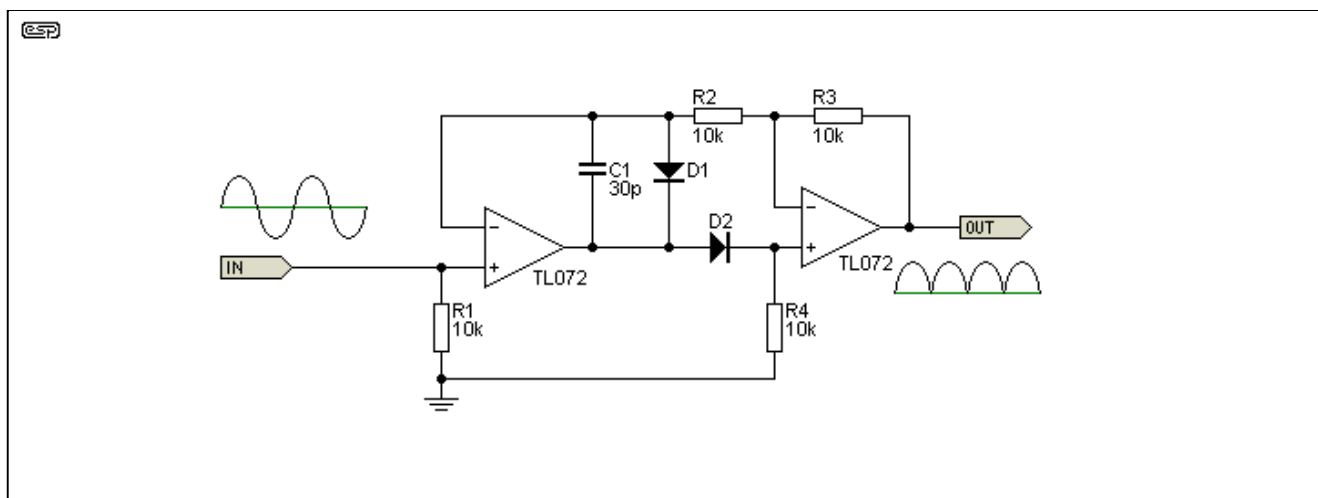 esp
R2
10k
R3
10k
C1
30p
D1
D2
IN
TL072
OUT
TL072
R1
10k
R4
10k